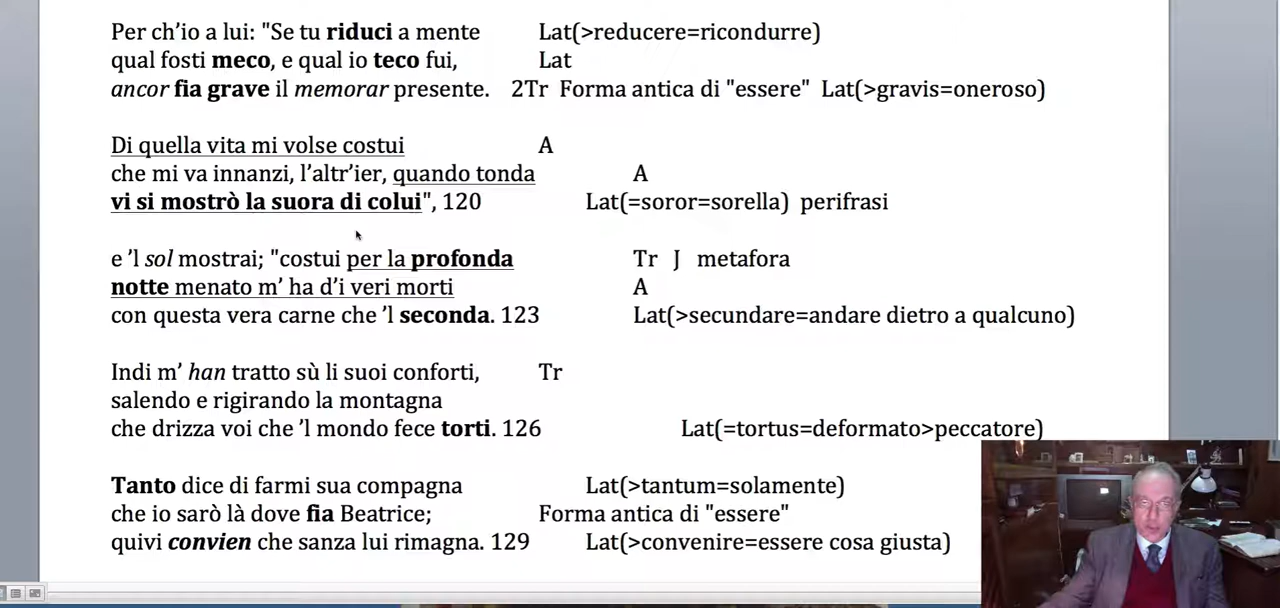 Per ch’io a lui: "Se tu riduci a mente Lat(>reducere=ricondurre)
qual fosti meco, e qual io teco fui, Lat
ancor fia grave il memorar presente. 2Tr Forma antica di "essere" Lat(>gravis=oneroso)
Di quella vita mi volse costui A
che mi va innanzi, l’altr’ier, quando tonda A
vi si mostrò la suora di colui", 120 Lat(=soror=sorella) perifrasi
e ’l sol mostrai; "costui per la profonda Tr J metafora
notte menato m’ ha d’i veri morti A
con questa vera carne che ’l seconda. 123 Lat(>secundare=andare dietro a qualcuno)
Indi m’ han tratto sù li suoi conforti, Tr
salendo e rigirando la montagna
che drizza voi che ’l mondo fece torti. 126 Lat(=tortus=deformato>peccatore)
Tanto dice di farmi sua compagna Lat(>tantum=solamente)
che io sarò là dove fia Beatrice; Forma antica di "essere"
quivi convien che sanza lui rimagna. 129 Lat(>convenire=essere cosa giusta)